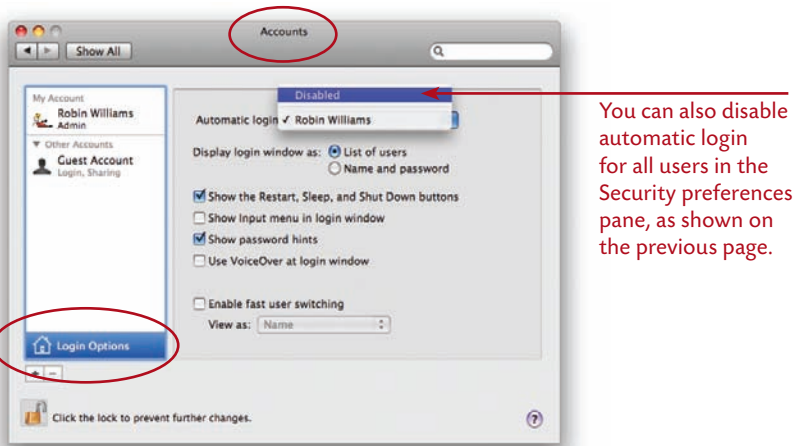 Accounts
Show All
My Account
Robin Williams
Admin
Other Accounts
Guest Account
Login, Sharing
Login Options
Disabled
Automatic login ✓ Robin Williams
Display login window as: List of users
Name and password
Show the Restart, Sleep, and Shut Down buttons
Show Input menu in login window
Show password hints
Use VoiceOver at login window
Enable fast user switching
View as: Name
+ −
Click the lock to prevent further changes.
?
You can also disable
automatic login
for all users in the
Security preferences
pane, as shown on
the previous page.